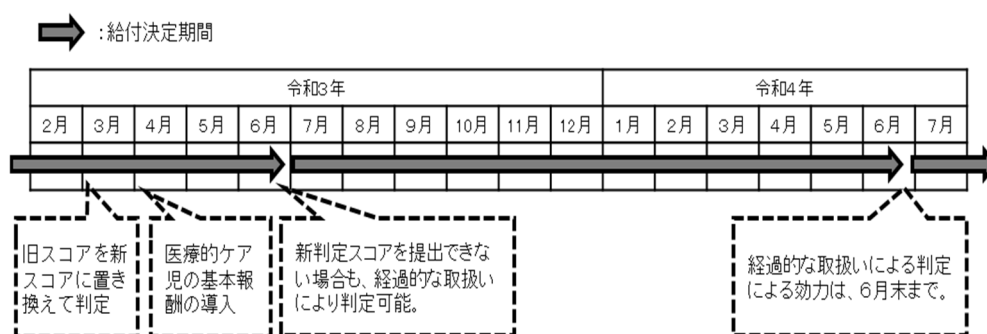 ：給付決定期間
令和3年
令和4年
2月 3月 4月 5月 6月 7月 8月 9月 10月 11月 12月 1月 2月 3月 4月 5月 6月 7月
旧スコアを新
スコアに置き
換えて判定
医療的ケア
児の基本報
酬の導入
新判定スコアを提出できな
い場合も、経過的な取扱い
により判定可能。
経過的な取扱いによる判定
による効力は、6月末まで。